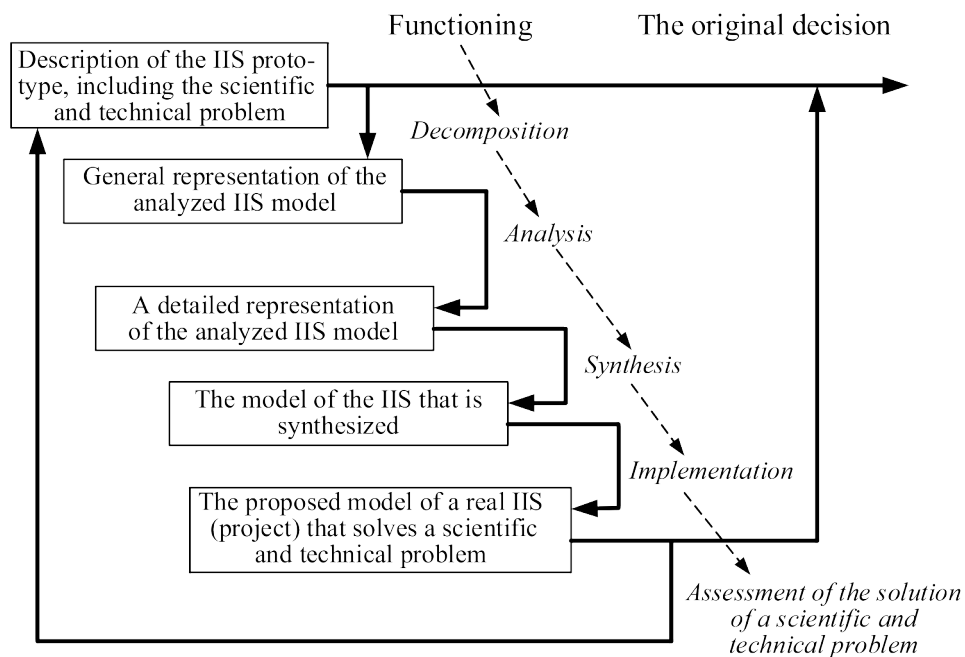 Functioning
The original decision
Description of the IIS proto-
type, including the scientific
and technical problem
Decomposition
General representation of the
analyzed IIS model
Analysis
A detailed representation
of the analyzed IIS model
Synthesis
The model of the IIS that is
synthesized
Implementation
The proposed model of a real IIS
(project) that solves a scientific
and technical problem
Assessment of the solution
of a scientific and
technical problem